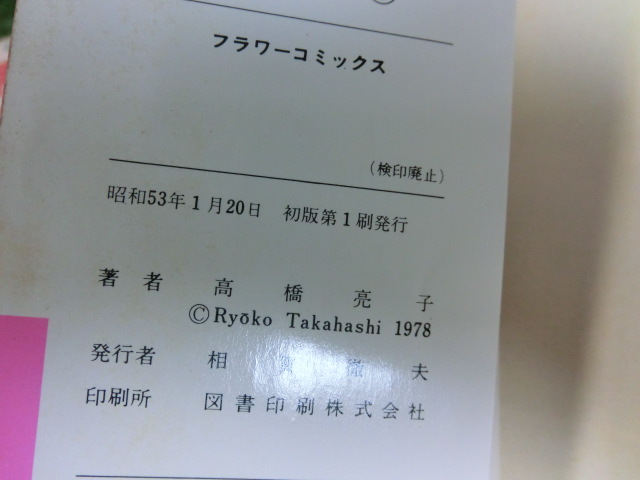 フラワーコミックス
(検印廃止)
昭和53年1月20日 初版第1刷発行
著者 高橋亮子
©Ryōko Takahashi 1978
発行者 相賀徹夫
印刷所 図書印刷株式会社